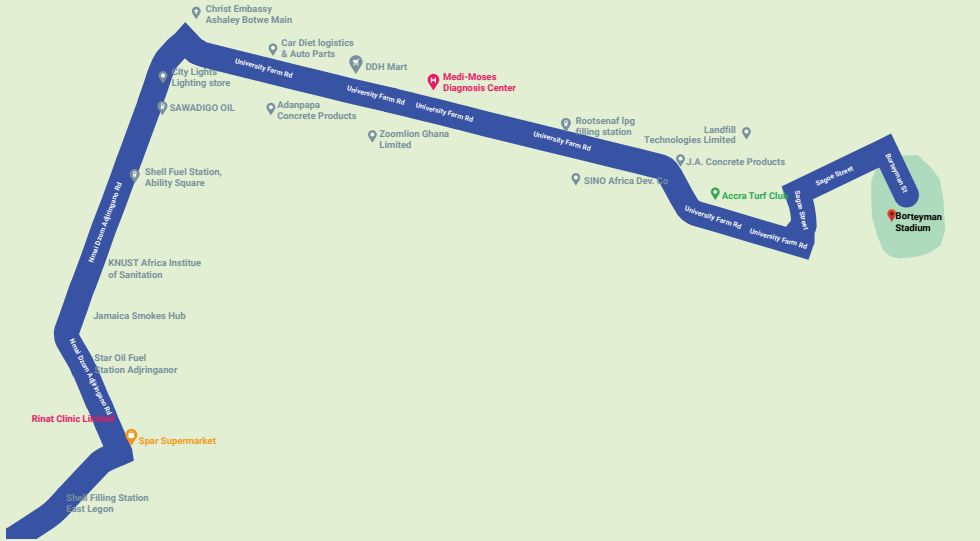 Christ Embassy
Ashaley Botwe Main
Car Diet logistics
& Auto Parts
City Lights
Lighting store
University Farm Rd
DDH Mart
Medi-Moses
Diagnosis Center
University Farm Rd
University Farm Rd
SAWADIGO OIL
Adanpapa
Concrete Products
Zoomlion Ghana
Limited
Rootsenaf lpg
filling station
University Farm Rd
Landfill
Technologies Limited
J.A. Concrete Products
Shell Fuel Station,
Ability Square
SINO Africa Dev. Co
Accra Turf Club
Sagoe Street
Borteyman St
Sagoe Street
University Farm Rd
University Farm Rd
Borteyman
Stadium
Nmai Dzorn Adjiringano Rd
KNUST Africa Institue
of Sanitation
Jamaica Smokes Hub
Star Oil Fuel
Station Adjringanor
Nmai Dzorn Adjiringano Rd
Rinat Clinic Limited
Spar Supermarket
Shell Filling Station
East Legon